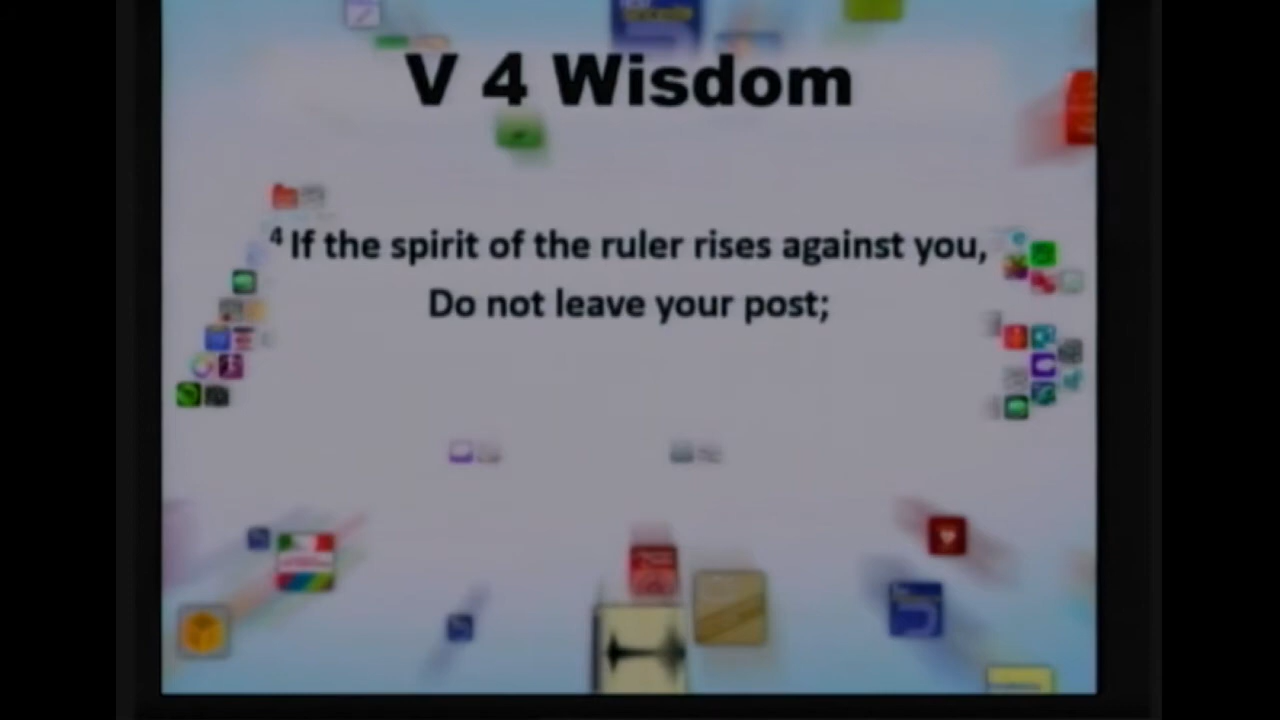 V 4 Wisdom
4 If the spirit of the ruler rises against you,
Do not leave your post;